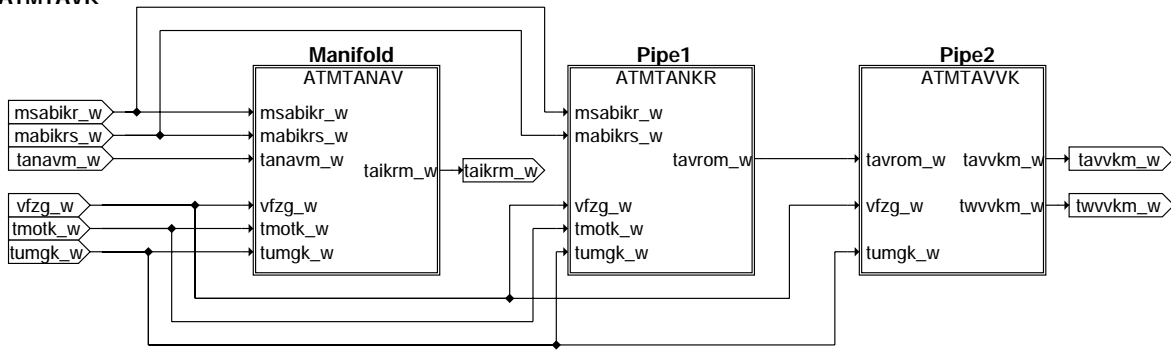 ATMTAVK
Manifold
ATMTANAV
Pipe1
ATMTANKR
Pipe2
ATMTAVVK
msabikr_w
mabikrs_w
tanavm_w
vfzg_w
tmotk_w
tumgk_w
msabikr_w
mabikrs_w
tanavm_w
vfzg_w
tmotk_w
tumgk_w
taikrm_w
taikrm_w
msabikr_w
mabikrs_w
vfzg_w
tmotk_w
tumgk_w
tavrom_w
tavrom_w
vfzg_w
tumgk_w
tavvkm_w
twvvkm_w
tavvkm_w
twvvkm_w